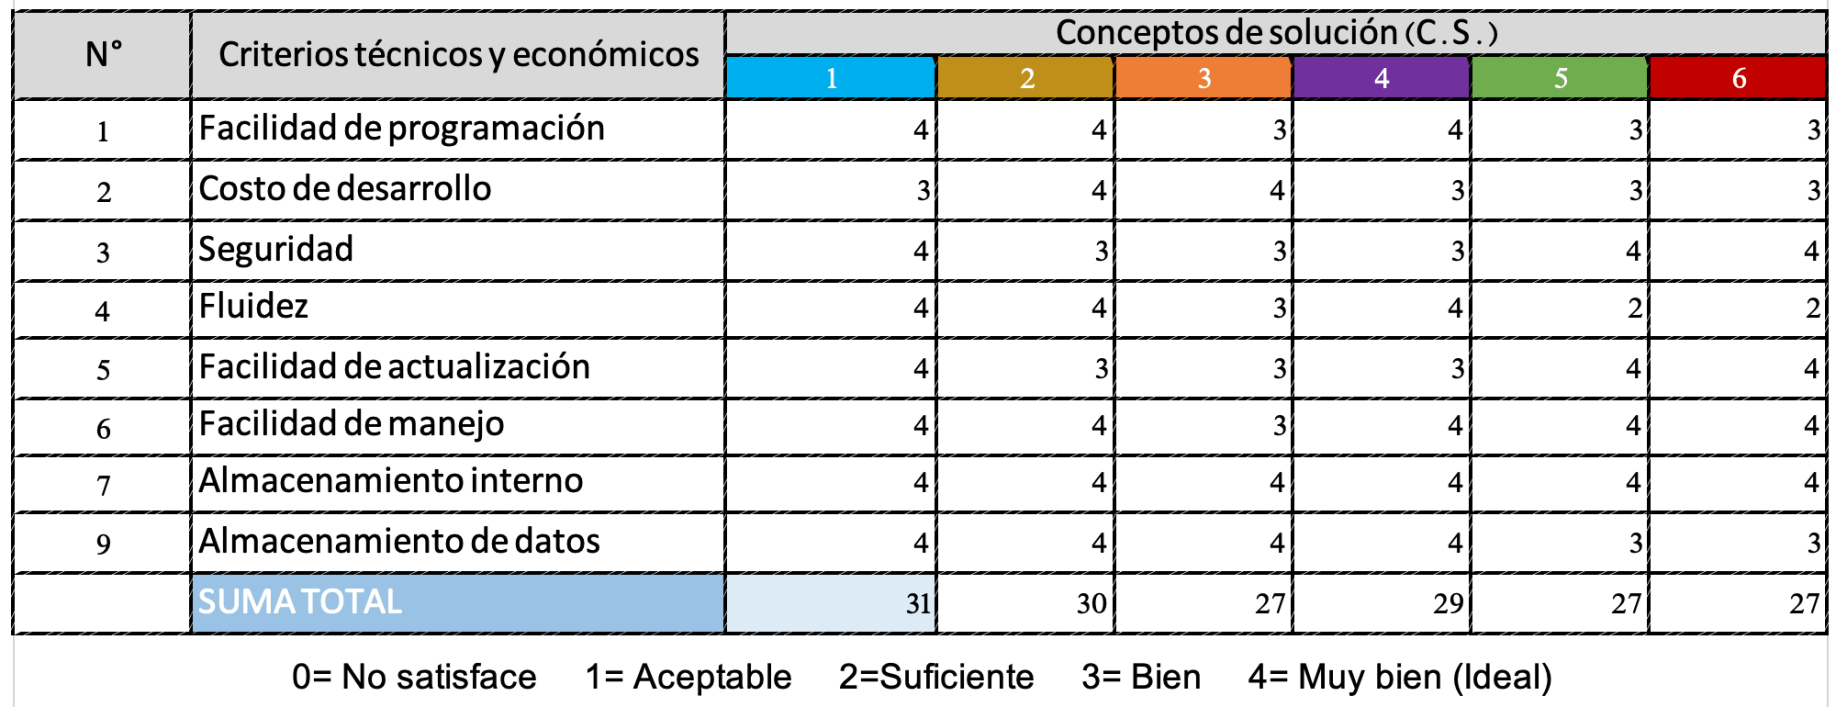 N° Criterios técnicos y económicos Conceptos de solución (C.S.)
1 2 3 4 5 6
1 Facilidad de programación 4 4 3 4 3 3
2 Costo de desarrollo 3 4 4 3 3 3
3 Seguridad 4 3 3 3 4 4
4 Fluidez 4 4 3 4 2 2
5 Facilidad de actualización 4 3 3 3 4 4
6 Facilidad de manejo 4 4 3 4 4 4
7 Almacenamiento interno 4 4 4 4 4 4
9 Almacenamiento de datos 4 4 4 4 3 3
SUMA TOTAL 31 30 27 29 27 27
0= No satisface 1= Aceptable 2=Suficiente 3= Bien 4= Muy bien (Ideal)